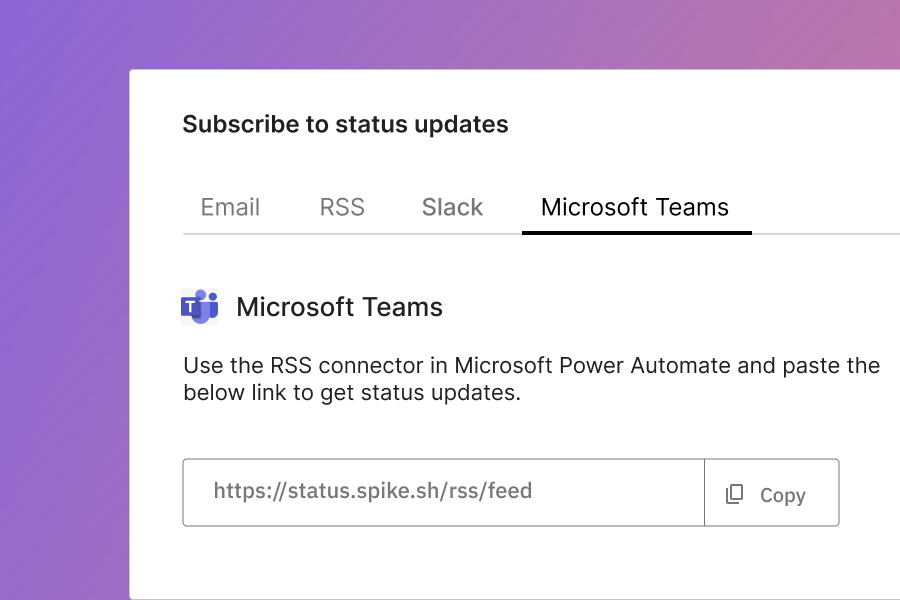 Subscribe to status updates
Email RSS Slack Microsoft Teams
T Microsoft Teams
Use the RSS connector in Microsoft Power Automate and paste the
below link to get status updates.
https://status.spike.sh/rss/feed Copy